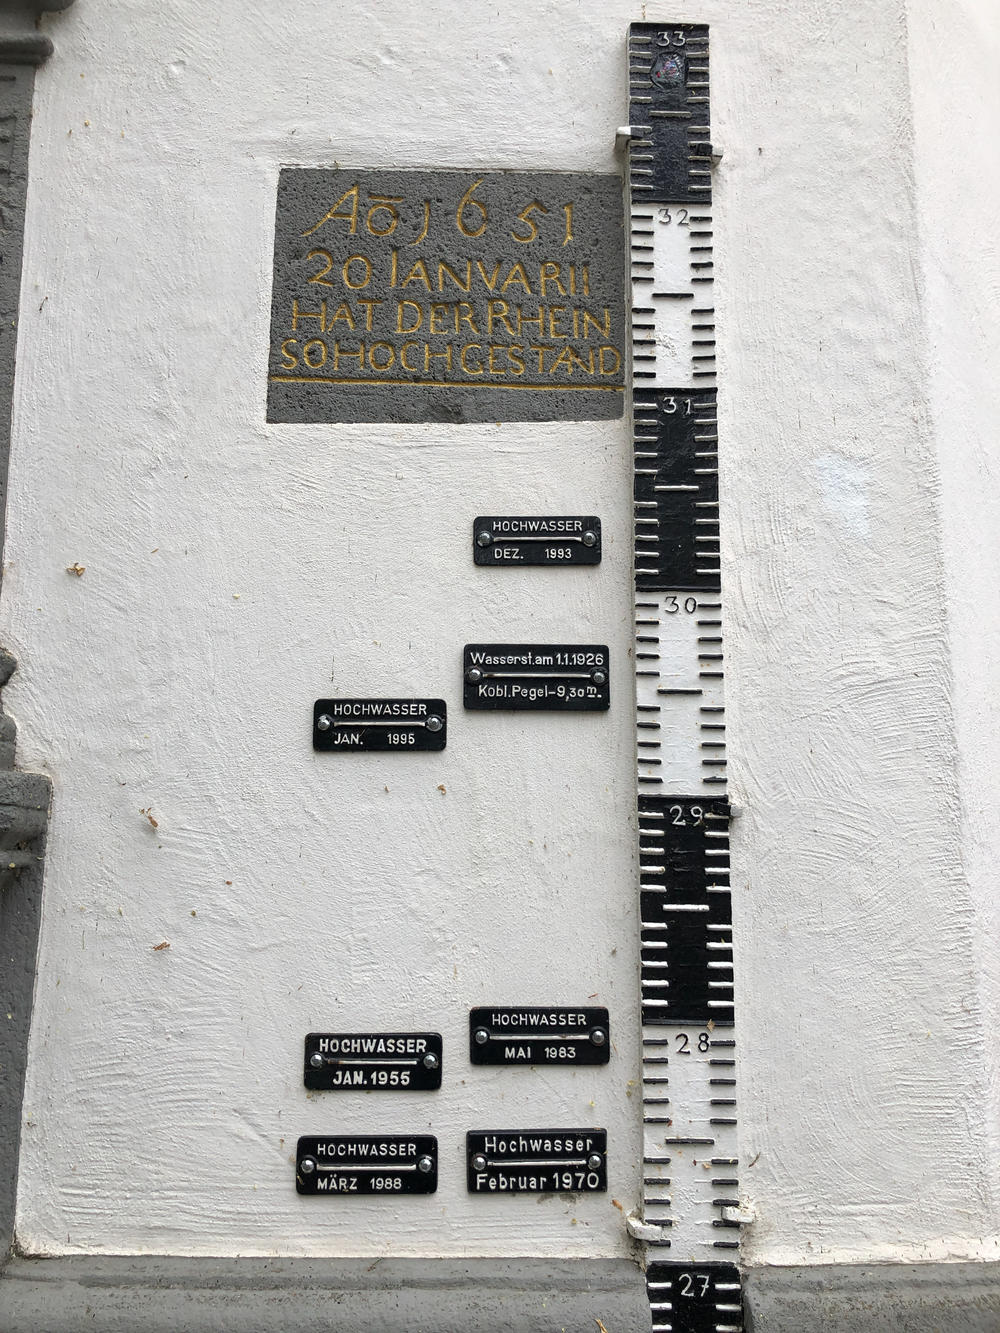 33
Aō 1651
20 IANVARII
HAT DER RHEIN
SO HOCH GESTAND
32
31
HOCHWASSER
DEZ. 1993
30
Wasserst.am 1.1.1926
Kobl.Pegel-9,30m.
HOCHWASSER
JAN. 1995
29
HOCHWASSER
MAI 1983
HOCHWASSER
JAN. 1955
28
HOCHWASSER
MÄRZ 1988
Hochwasser
Februar 1970
27